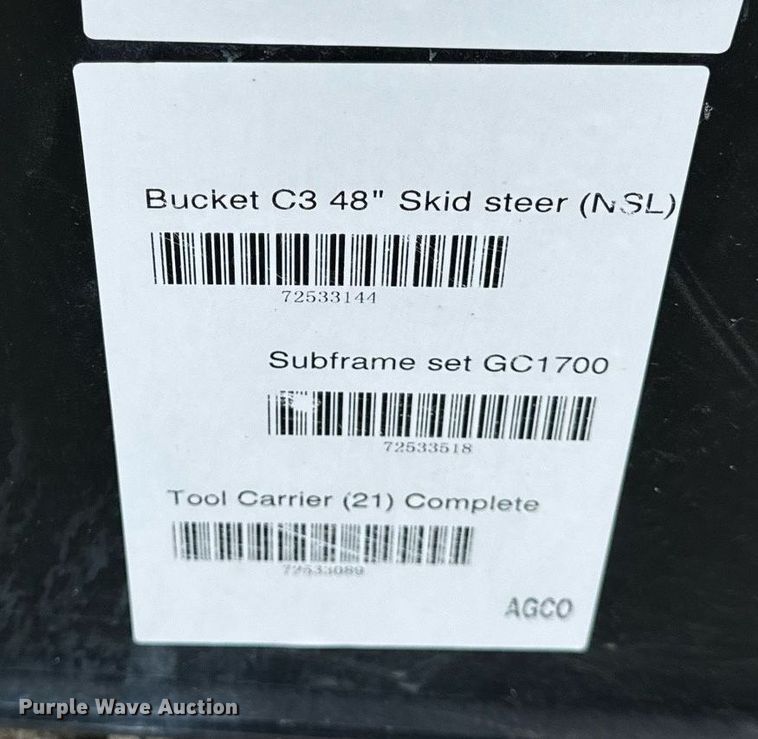 Bucket C3 48" Skid steer (NSL)
72533144
Subframe set GC1700
72533518
Tool Carrier (21) Complete
72533089
AGCO
Purple Wave Auction